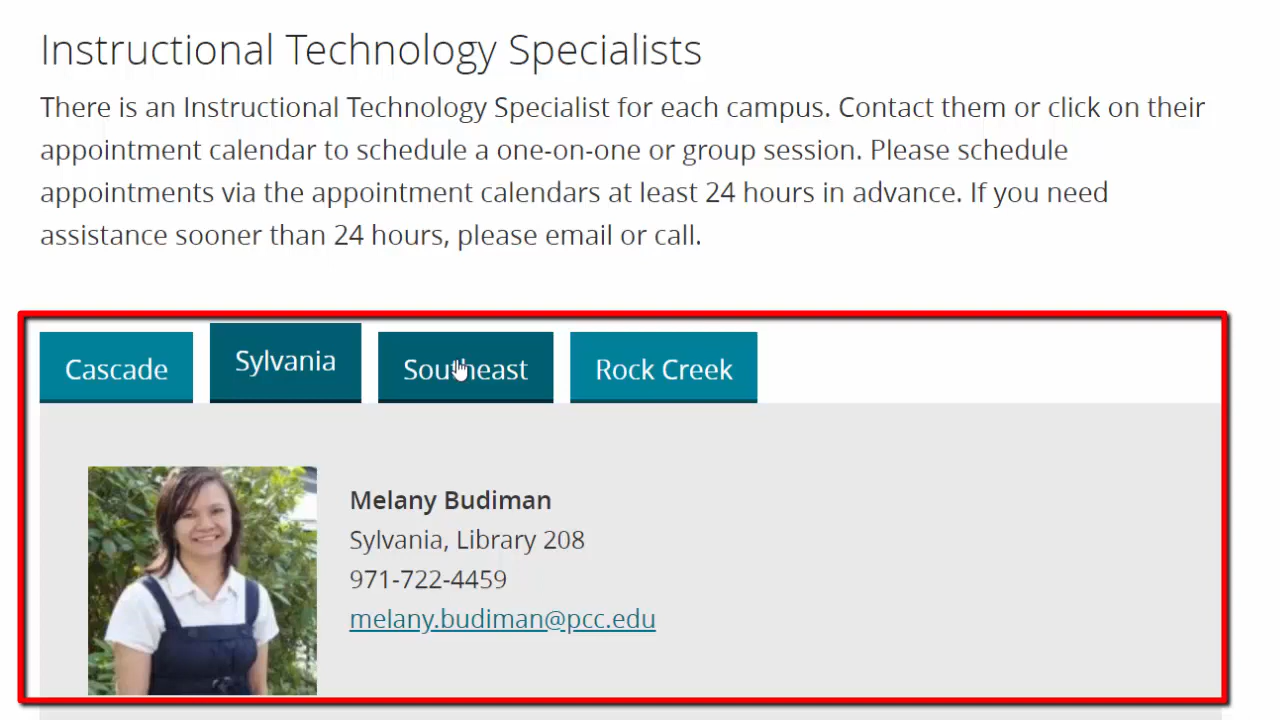 Instructional Technology Specialists
There is an Instructional Technology Specialist for each campus. Contact them or click on their
appointment calendar to schedule a one-on-one or group session. Please schedule
appointments via the appointment calendars at least 24 hours in advance. If you need
assistance sooner than 24 hours, please email or call.
Cascade Sylvania Southeast Rock Creek
Melany Budiman
Sylvania, Library 208
971-722-4459
melany.budiman@pcc.edu